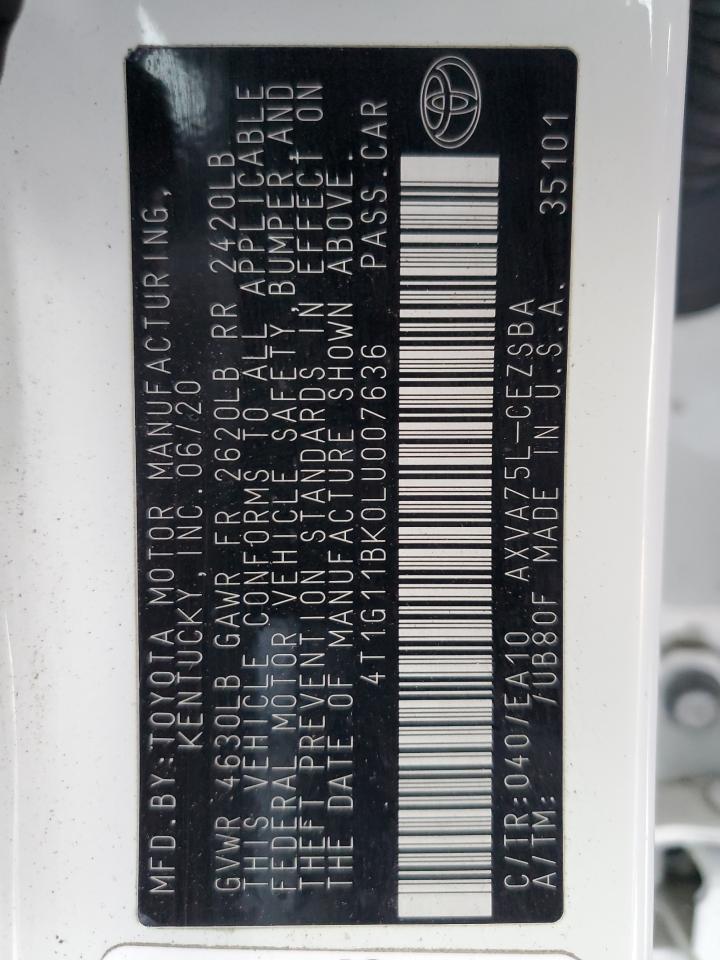 MFD.BY:TOYOTA MOTOR MANUFACTURING,
KENTUCKY, INC. 06/20
GVWR 4630LB GAWR FR 2620LB RR 2420LB
THIS VEHICLE CONFORMS TO ALL APPLICABLE
FEDERAL MOTOR VEHICLE SAFETY, BUMPER, AND
THEFT PREVENTION STANDARDS IN EFFECT ON
THE DATE OF MANUFACTURE SHOWN ABOVE.
4T1G11BK0LU007636 PASS.CAR
C/TR:040/EA10 AXVA75L-CEZSBA
A/TM: /UB80F MADE IN U.S.A. 35101